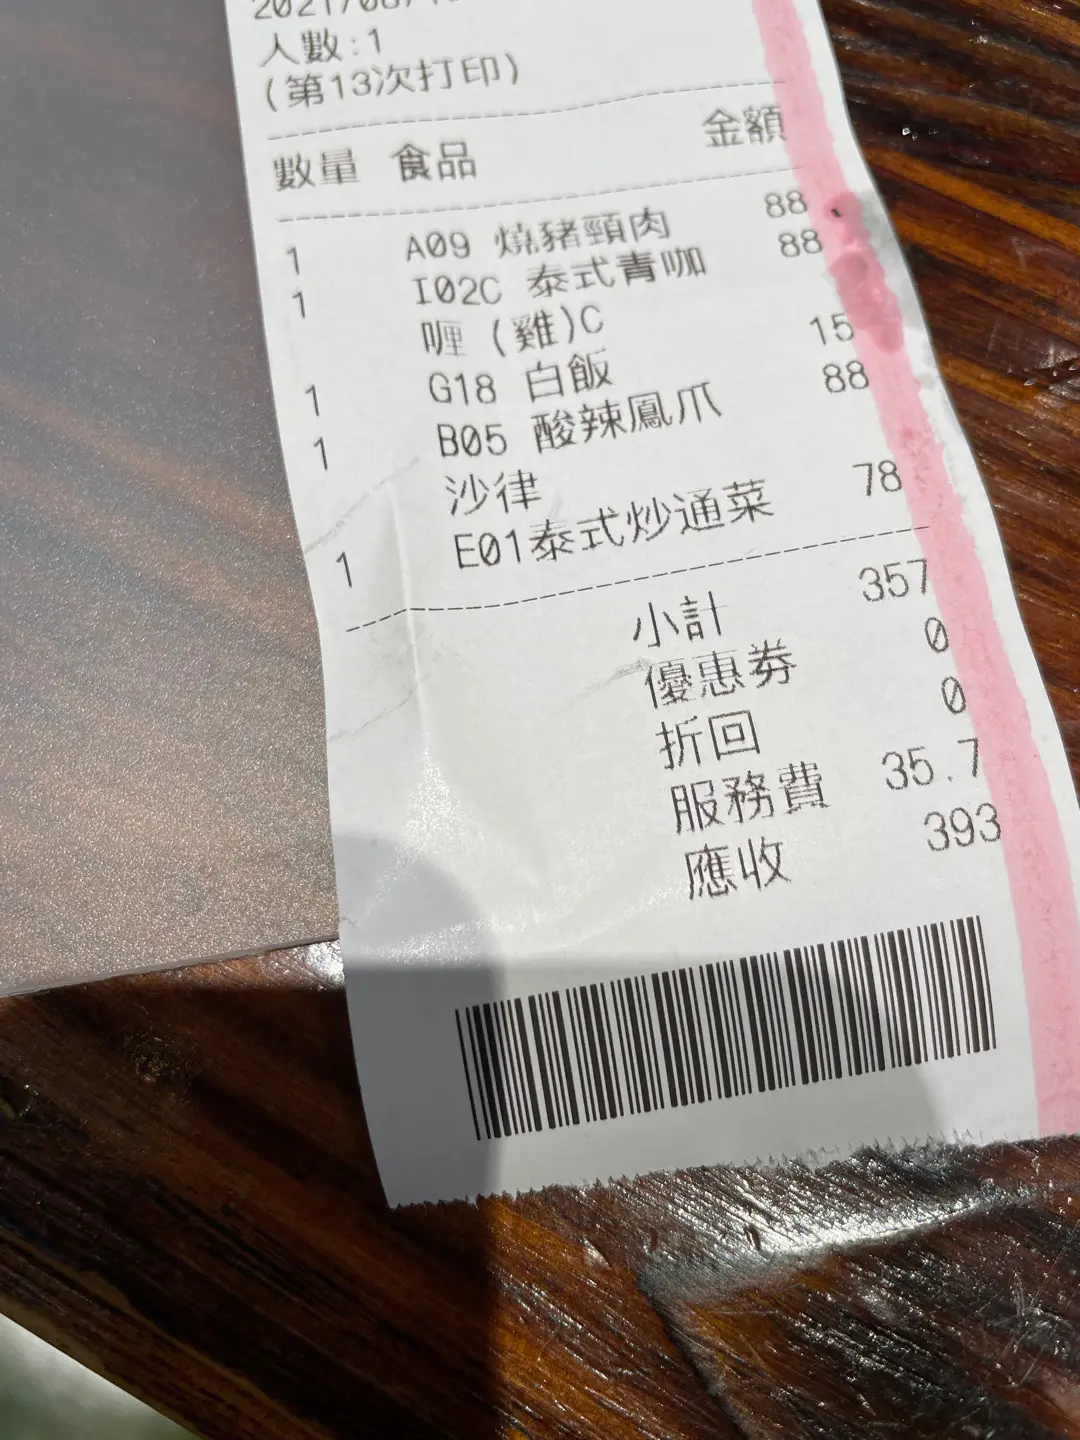 人數:1
(第13次打印)
數量 食品 金額
1 A09 燒豬頸肉 88
1 I02C 泰式青咖 88
喱 (雞)C
1 G18 白飯 15
1 B05 酸辣鳳爪 88
沙律
1 E01泰式炒通菜 78
小計 357
優惠券 0
折回 0
服務費 35.7
應收 393